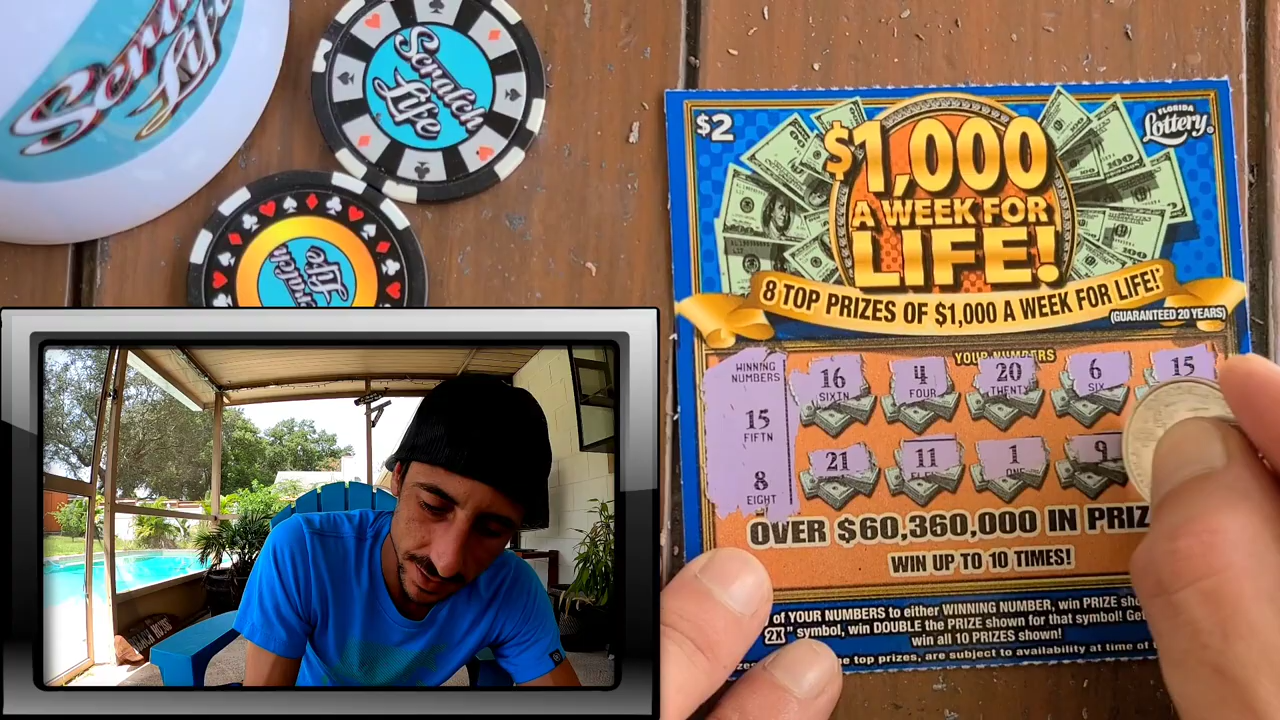 Scratch
Life
Scratch
Life
Scratch
Life
$2
FLORIDA
Lottery
$1,000
A WEEK FOR
LIFE!
8 TOP PRIZES OF $1,000 A WEEK FOR LIFE!*
(GUARANTEED 20 YEARS)
YOUR NUMBERS
WINNING
NUMBERS
15
FIFTN
8
EIGHT
16
SIXTN
4
FOUR
20
TWENTY
6
SIX
15
21
11
1
ONE
9
OVER $60,360,000 IN PRIZ
WIN UP TO 10 TIMES!
of YOUR NUMBERS to either WINNING NUMBER, win PRIZE sho
2X" symbol, win DOUBLE the PRIZE shown for that symbol! Get
win all 10 PRIZES shown!
se top prizes, are subject to availability at time of t